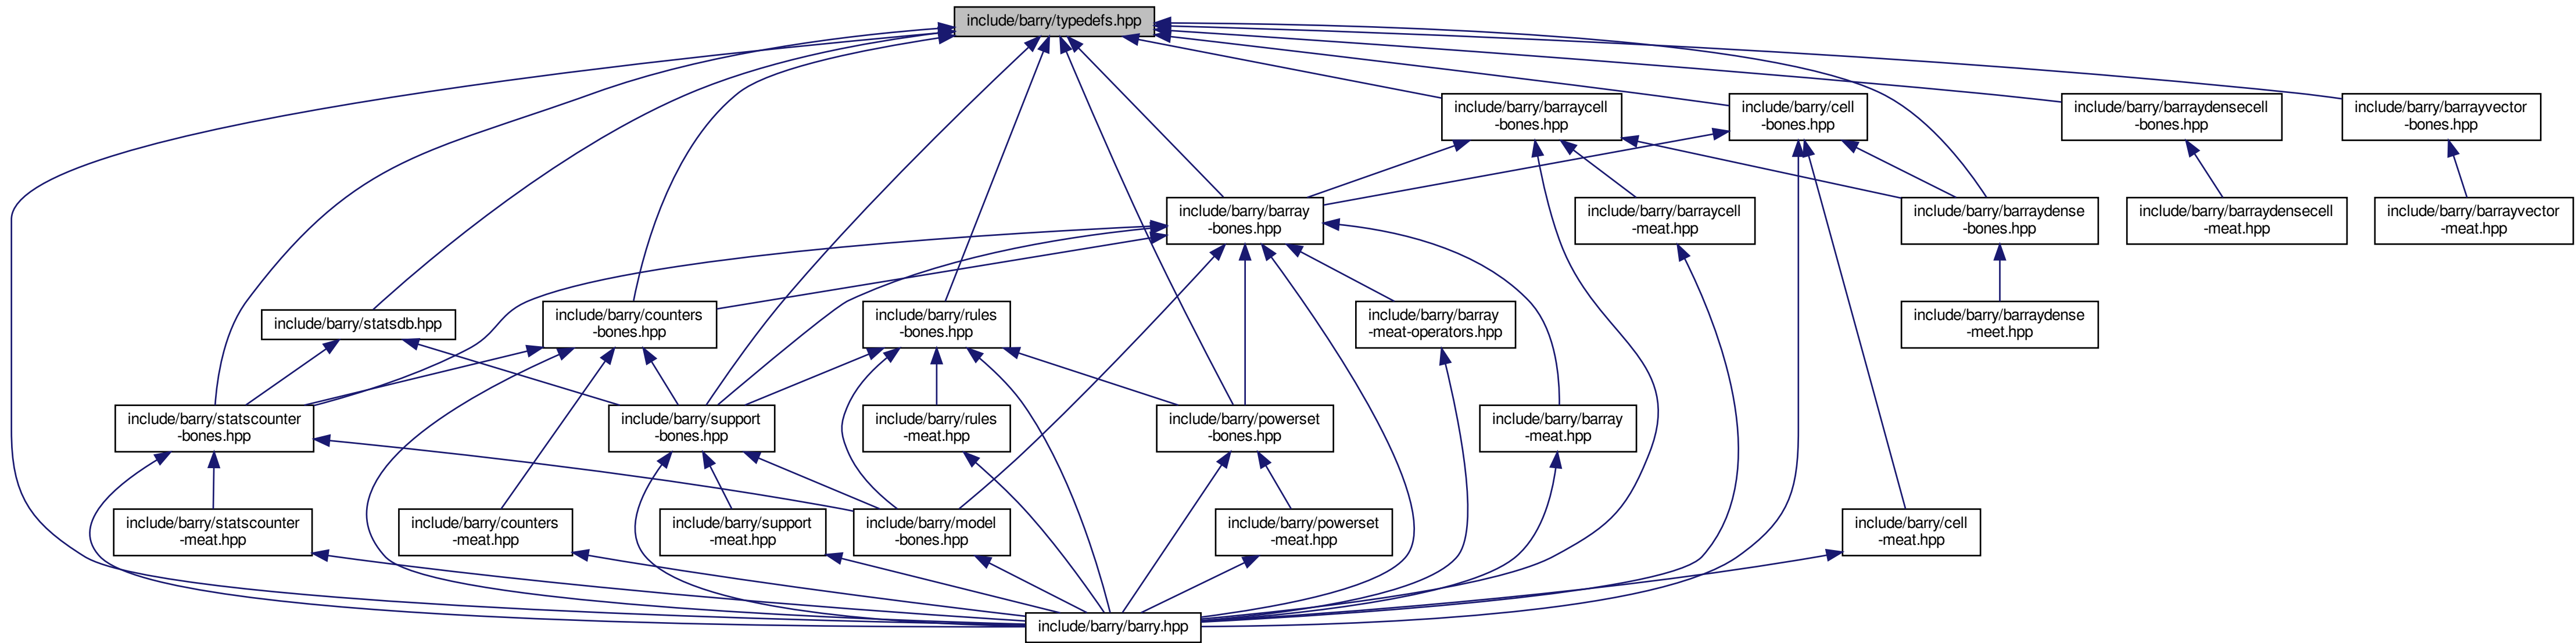 include/barry/typedefs.hpp
include/barry/barraycell
-bones.hpp
include/barry/cell
-bones.hpp
include/barry/barraydensecell
-bones.hpp
include/barry/barrayvector
-bones.hpp
include/barry/barray
-bones.hpp
include/barry/barraycell
-meat.hpp
include/barry/barraydense
-bones.hpp
include/barry/barraydensecell
-meat.hpp
include/barry/barrayvector
-meat.hpp
include/barry/statsdb.hpp
include/barry/counters
-bones.hpp
include/barry/rules
-bones.hpp
include/barry/barray
-meat-operators.hpp
include/barry/barraydense
-meet.hpp
include/barry/statscounter
-bones.hpp
include/barry/support
-bones.hpp
include/barry/rules
-meat.hpp
include/barry/powerset
-bones.hpp
include/barry/barray
-meat.hpp
include/barry/statscounter
-meat.hpp
include/barry/counters
-meat.hpp
include/barry/support
-meat.hpp
include/barry/model
-bones.hpp
include/barry/powerset
-meat.hpp
include/barry/cell
-meat.hpp
include/barry/barry.hpp